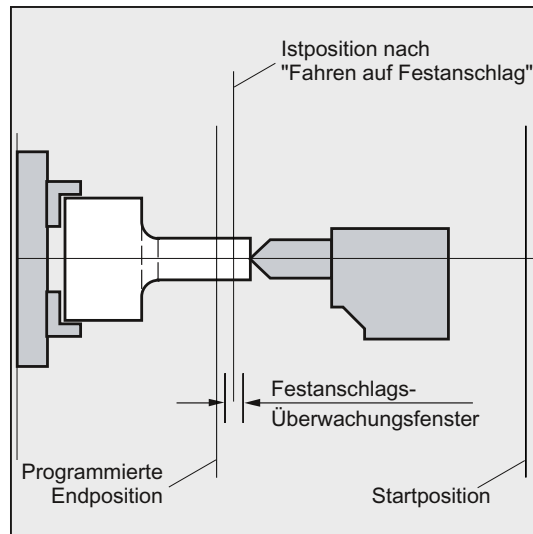 Istposition nach
"Fahren auf Festanschlag"
Festanschlags-
Überwachungsfenster
Programmierte
Endposition
Startposition